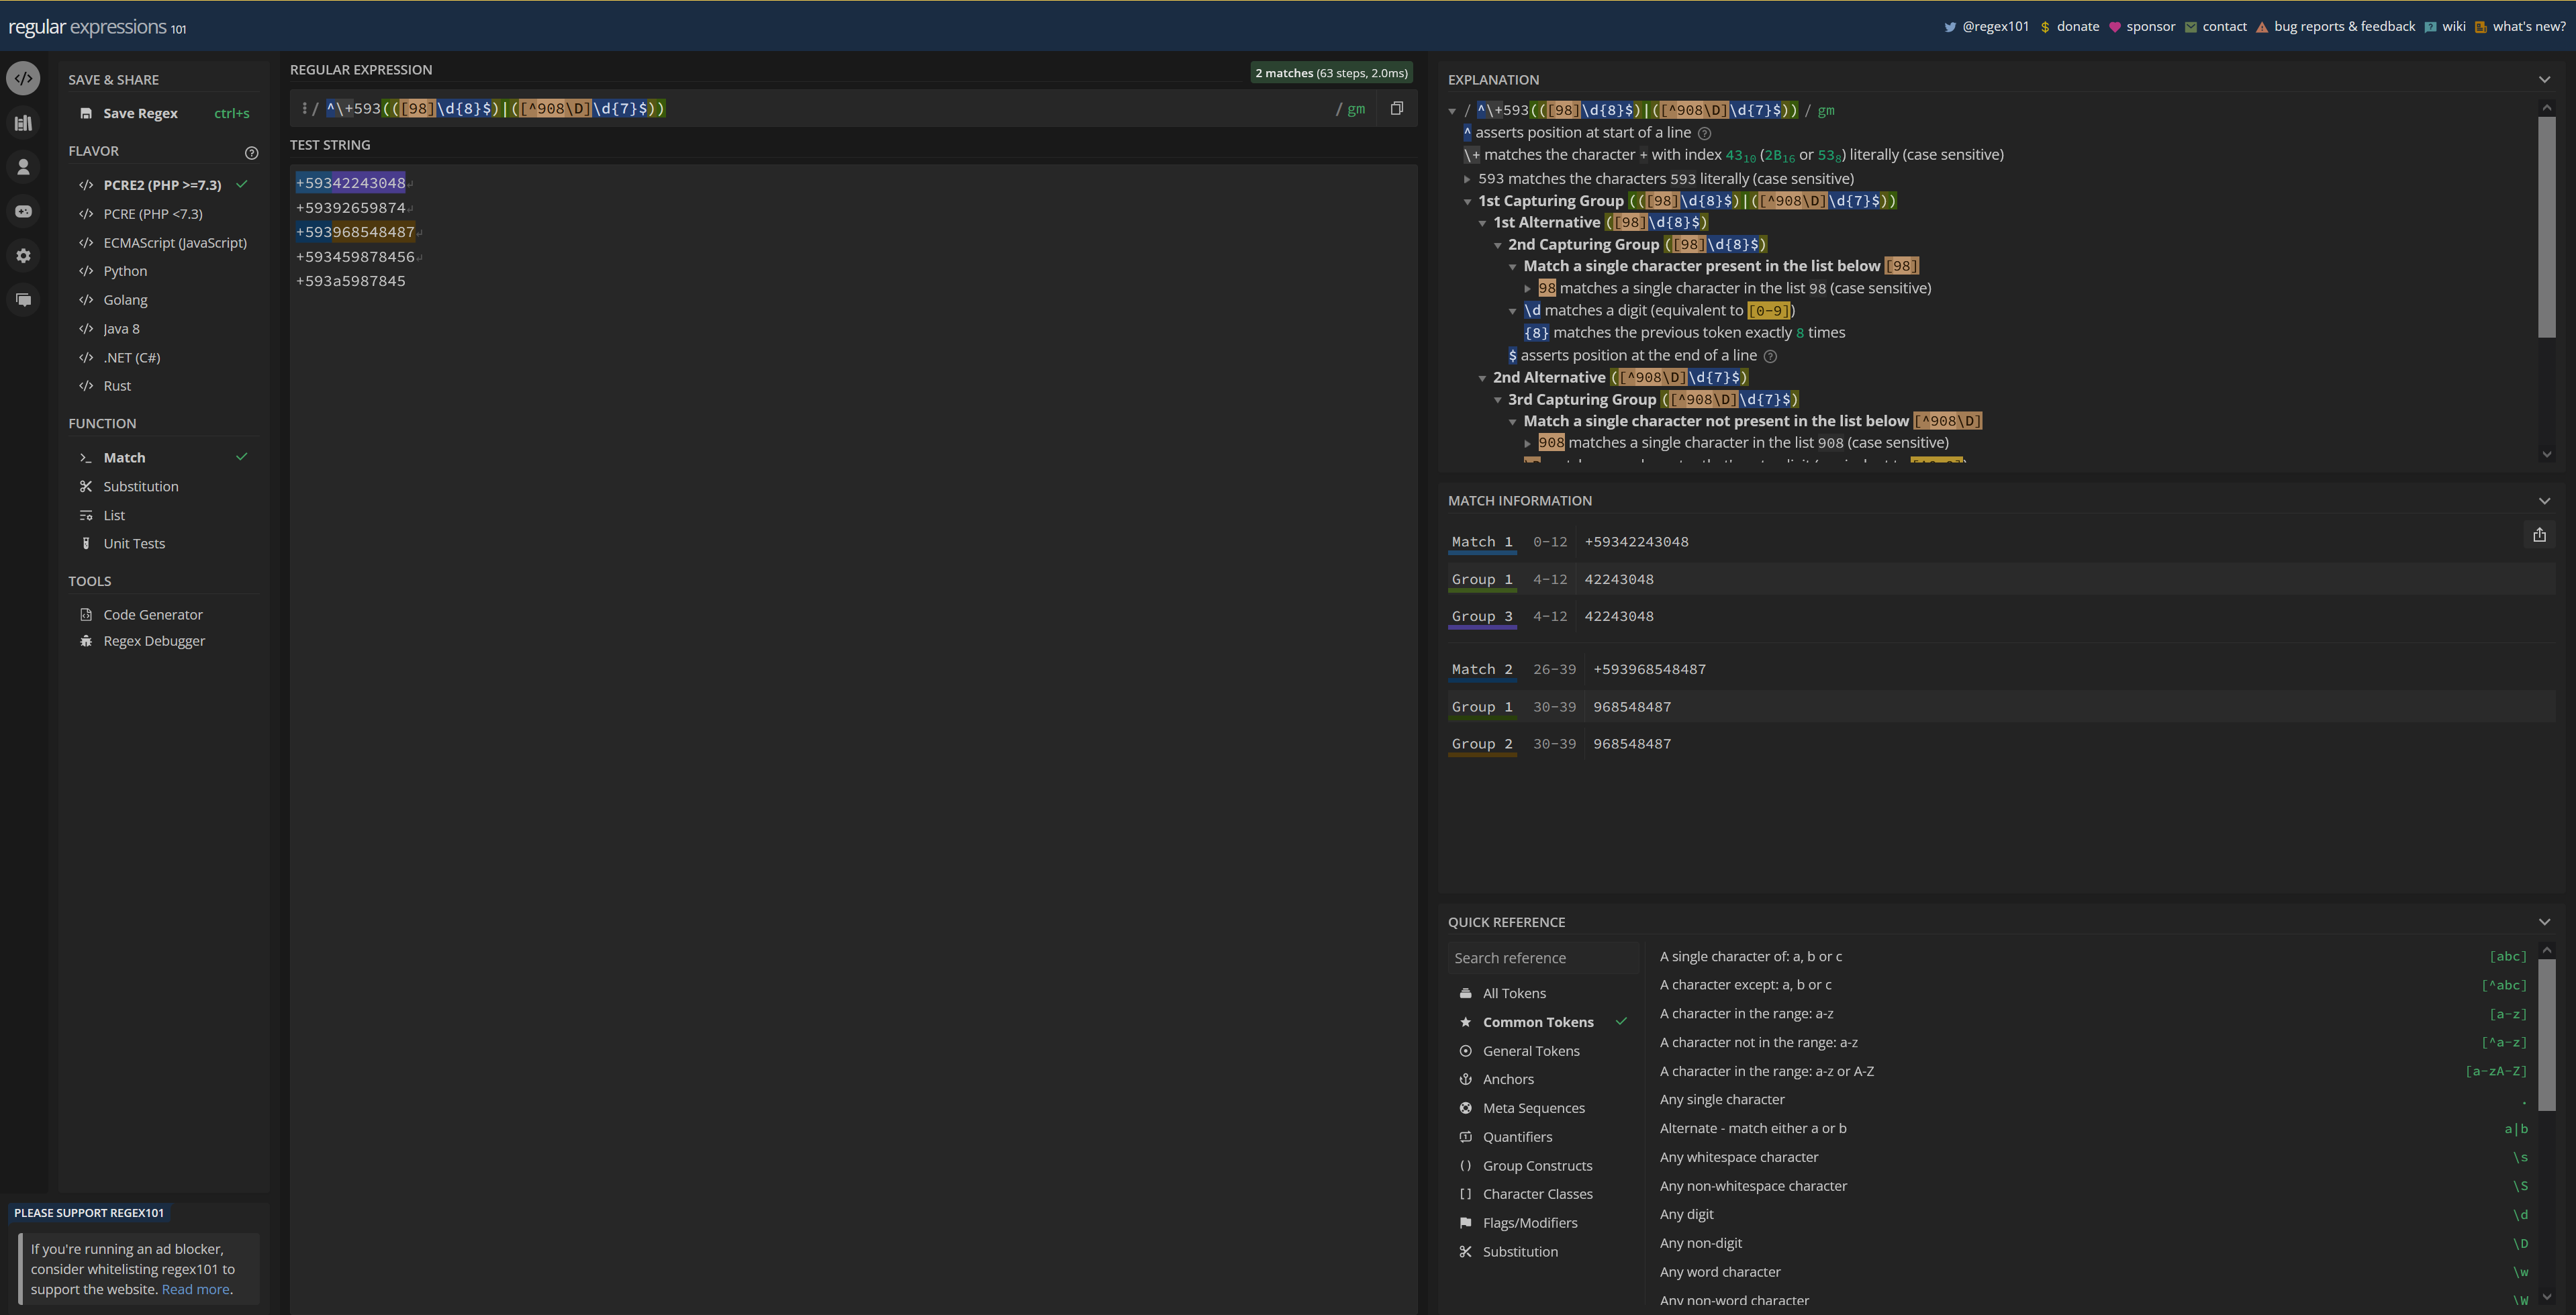 regular expressions 101
@regex101 $ donate sponsor contact bug reports & feedback wiki what's new?
SAVE & SHARE
Save Regex ctrl+s
FLAVOR
</> PCRE2 (PHP >=7.3)
</> PCRE (PHP <7.3)
</> ECMAScript (JavaScript)
</> Python
</> Golang
</> Java 8
</> .NET (C#)
</> Rust
FUNCTION
>_ Match
Substitution
List
Unit Tests
TOOLS
Code Generator
Regex Debugger
PLEASE SUPPORT REGEX101
If you're running an ad blocker,
consider whitelisting regex101 to
support the website. Read more.
REGULAR EXPRESSION
2 matches (63 steps, 2.0ms)
/ ^\+593(([98]\d{8}$)|([^908\D]\d{7}$)) / gm
TEST STRING
+59342243048
+59392659874
+593968548487
+593459878456
+593a5987845
EXPLANATION
/ ^\+593(([98]\d{8}$)|([^908\D]\d{7}$)) / gm
^ asserts position at start of a line
\+ matches the character + with index 43₁₀ (2B₁₆ or 53₈) literally (case sensitive)
593 matches the characters 593 literally (case sensitive)
1st Capturing Group (([98]\d{8}$)|([^908\D]\d{7}$))
1st Alternative ([98]\d{8}$)
2nd Capturing Group ([98]\d{8}$)
Match a single character present in the list below [98]
98 matches a single character in the list 98 (case sensitive)
\d matches a digit (equivalent to [0-9])
{8} matches the previous token exactly 8 times
$ asserts position at the end of a line
2nd Alternative ([^908\D]\d{7}$)
3rd Capturing Group ([^908\D]\d{7}$)
Match a single character not present in the list below [^908\D]
908 matches a single character in the list 908 (case sensitive)
MATCH INFORMATION
Match 1 0-12 +59342243048
Group 1 4-12 42243048
Group 3 4-12 42243048
Match 2 26-39 +593968548487
Group 1 30-39 968548487
Group 2 30-39 968548487
QUICK REFERENCE
Search reference
All Tokens
Common Tokens
General Tokens
Anchors
Meta Sequences
Quantifiers
Group Constructs
Character Classes
Flags/Modifiers
Substitution
A single character of: a, b or c [abc]
A character except: a, b or c [^abc]
A character in the range: a-z [a-z]
A character not in the range: a-z [^a-z]
A character in the range: a-z or A-Z [a-zA-Z]
Any single character .
Alternate - match either a or b a|b
Any whitespace character \s
Any non-whitespace character \S
Any digit \d
Any non-digit \D
Any word character \w
Any non-word character \W